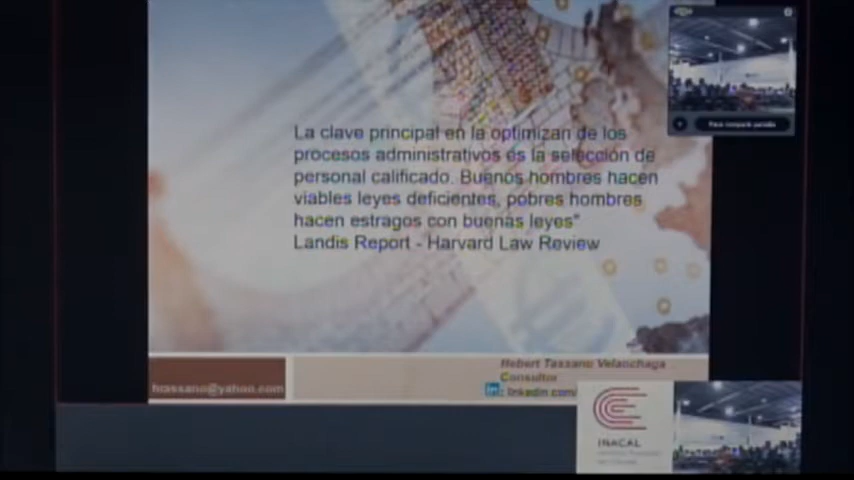 La clave principal en la optimizan de los
procesos administrativos es la selección de
personal calificado. Buenos hombres hacen
viables leyes deficientes, pobres hombres
hacen estragos con buenas leyes"
Landis Report - Harvard Law Review
Hebert Tassano Velaochaga
Consultor
htassano@yahoo.com
in linkedin.com/
INACAL